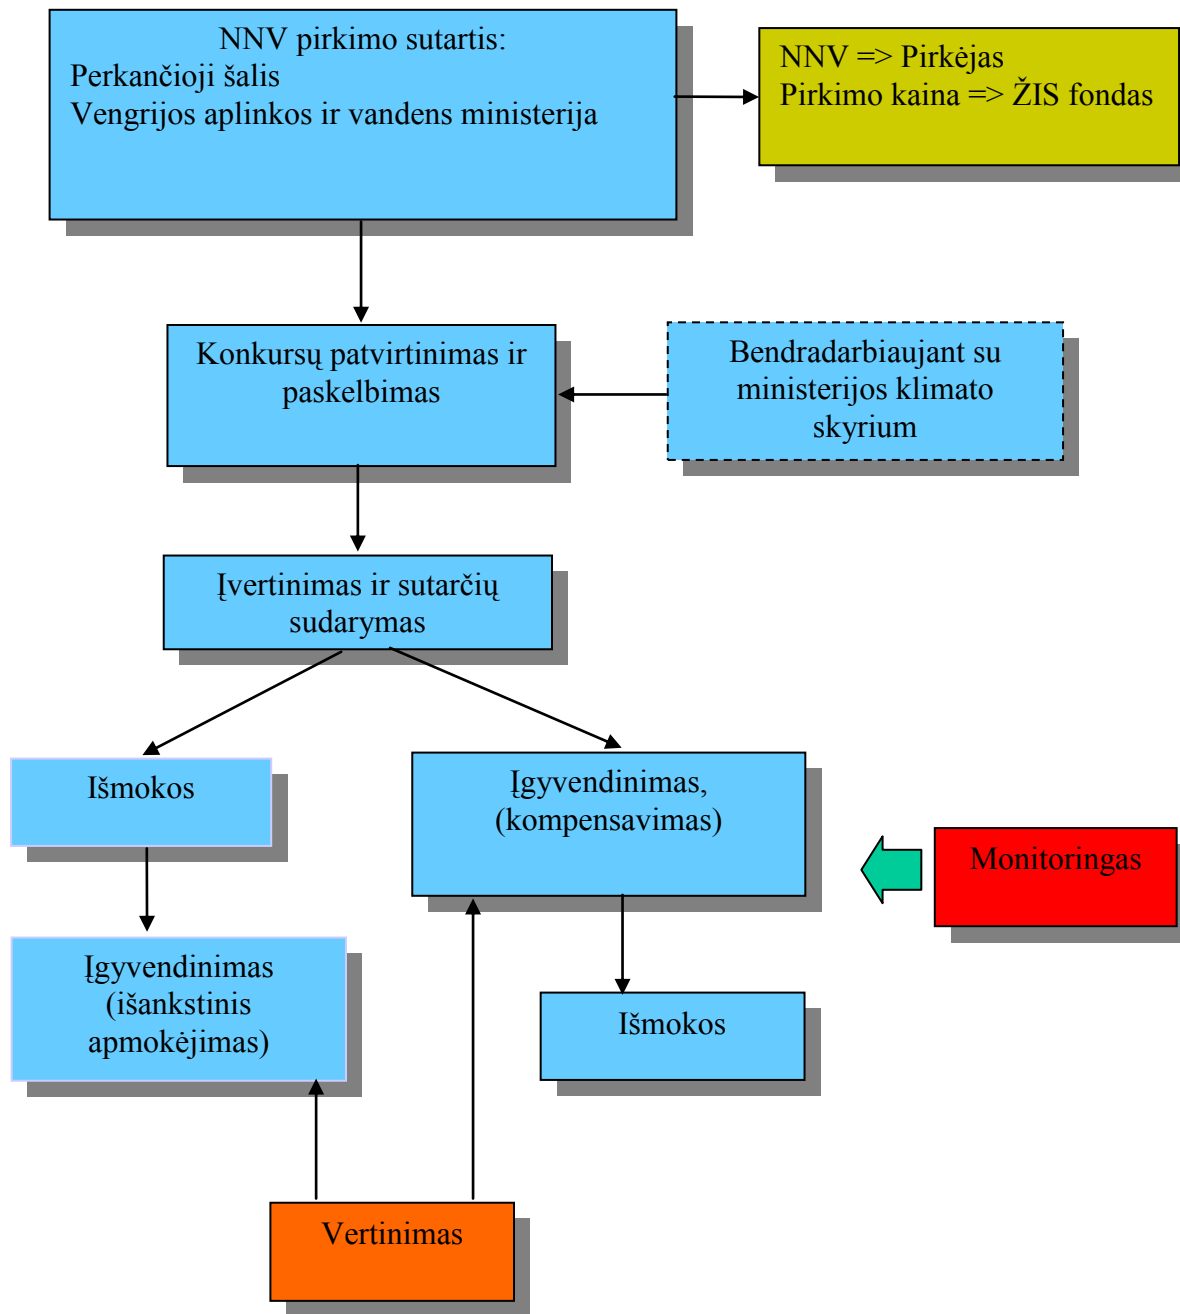 NNV pirkimo sutartis:
Perkančioji šalis
Vengrijos aplinkos ir vandens ministerija
NNV => Pirkėjas
Pirkimo kaina => ŽIS fondas
Konkursų patvirtinimas ir
paskelbimas
Bendradarbiaujant su
ministerijos klimato
skyrium
Įvertinimas ir sutarčių
sudarymas
Išmokos
Įgyvendinimas,
(kompensavimas)
Monitoringas
Įgyvendinimas
(išankstinis
apmokėjimas)
Išmokos
Vertinimas